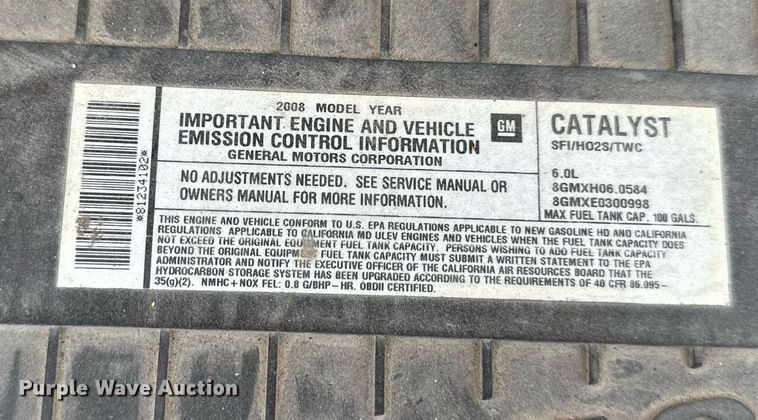 *81234102*
2008 MODEL YEAR
IMPORTANT ENGINE AND VEHICLE
EMISSION CONTROL INFORMATION
GENERAL MOTORS CORPORATION
GM
NO ADJUSTMENTS NEEDED. SEE SERVICE MANUAL OR
OWNERS MANUAL FOR MORE INFORMATION.
CATALYST
SFI/HO2S/TWC
6.0L
8GMXH06.0584
8GMXE0300998
MAX FUEL TANK CAP. 100 GALS.
THIS ENGINE AND VEHICLE CONFORM TO U.S. EPA REGULATIONS APPLICABLE TO NEW GASOLINE HD AND CALIFORNIA
REGULATIONS APPLICABLE TO CALIFORNIA MD ULEV ENGINES AND VEHICLES WHEN THE FUEL TANK CAPACITY DOES
NOT EXCEED THE ORIGINAL EQUIPMENT FUEL TANK CAPACITY. PERSONS WISHING TO ADD FUEL TANK CAPACITY
BEYOND THE ORIGINAL EQUIPMENT FUEL TANK CAPACITY MUST SUBMIT A WRITTEN STATEMENT TO THE EPA
ADMINISTRATOR AND NOTIFY THE EXECUTIVE OFFICER OF THE CALIFORNIA AIR RESOURCES BOARD THAT THE
HYDROCARBON STORAGE SYSTEM HAS BEEN UPGRADED ACCORDING TO THE REQUIREMENTS OF 40 CFR 86.095-
35(g)(2). NMHC+NOX FEL: 0.8 G/BHP-HR. OBDII CERTIFIED.
Purple Wave Auction